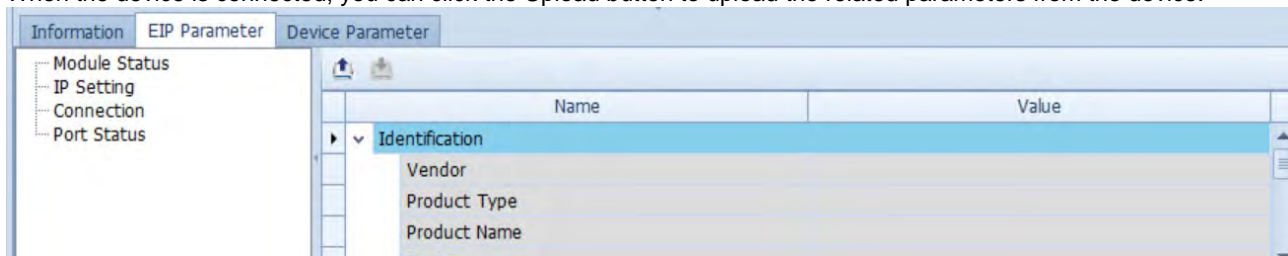 When the device is connected, you can click the Upload button to upload the related parameters from the device.
Information EIP Parameter Device Parameter
Module Status
IP Setting
Connection
Port Status
Name Value
Identification
Vendor
Product Type
Product Name